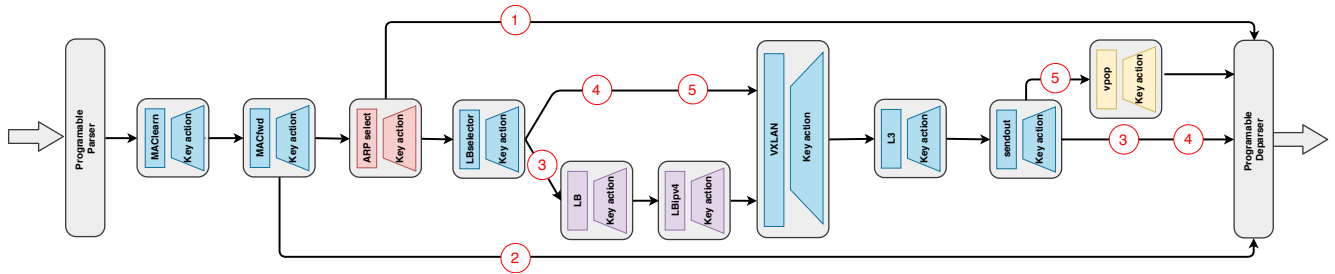 Programable
Parser
MAClearn
Key action
MACfwd
Key action
ARP select
Key action
1
2
LBselector
Key action
3
4
5
LB
Key action
LBIpv4
Key action
VXLAN
Key action
L3
Key action
sendout
Key action
5
vpop
Key action
3
4
Programable
Deparser